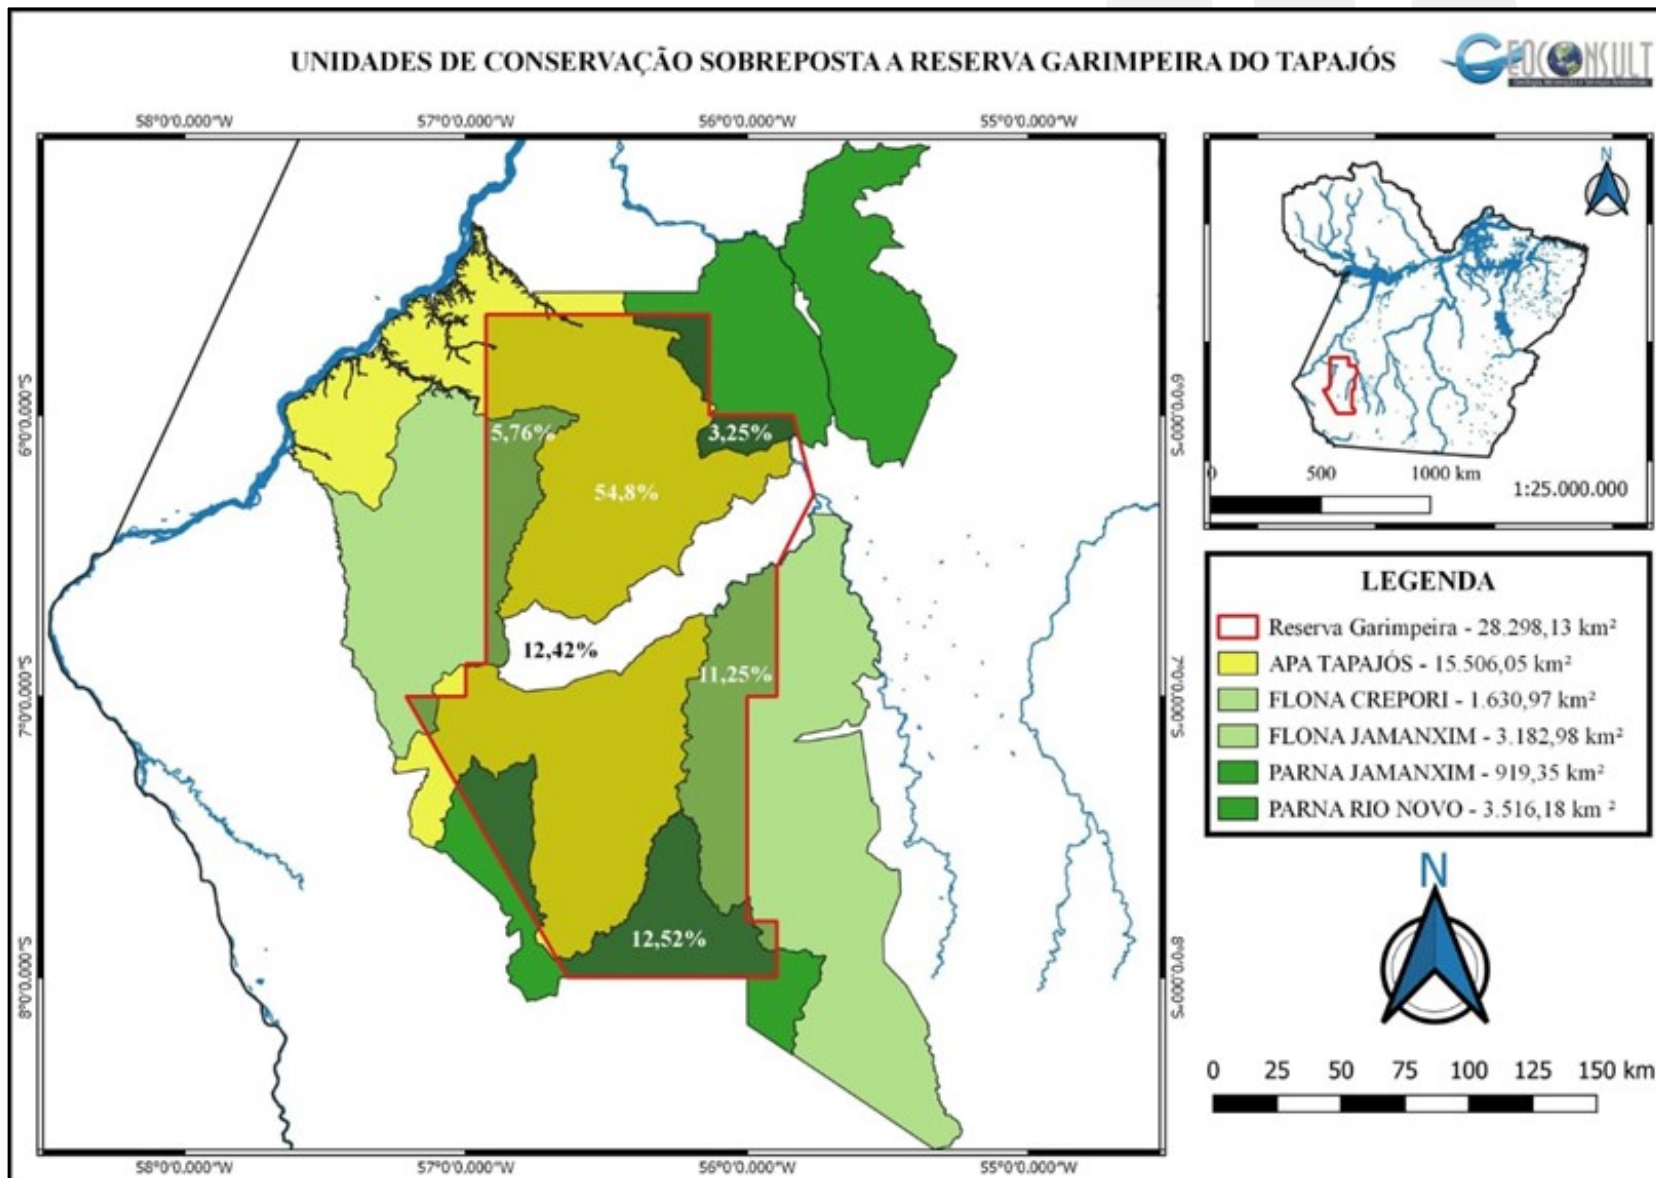 UNIDADES DE CONSERVAÇÃO SOBREPOSTA A RESERVA GARIMPEIRA DO TAPAJÓS
GEOCONSULT
58°0'0.000"W 57°0'0.000"W 56°0'0.000"W 55°0'0.000"W
6°0'0.000"S
7°0'0.000"S
8°0'0.000"S
5,76%
3,25%
54,8%
12,42%
11,25%
12,52%
6°0'0.000"S
7°0'0.000"S
8°0'0.000"S
58°0'0.000"W 57°0'0.000"W 56°0'0.000"W 55°0'0.000"W
N
0 500 1000 km
1:25.000.000
LEGENDA
Reserva Garimpeira - 28.298,13 km²
APA TAPAJÓS - 15.506,05 km²
FLONA CREPORI - 1.630,97 km²
FLONA JAMANXIM - 3.182,98 km²
PARNA JAMANXIM - 919,35 km²
PARNA RIO NOVO - 3.516,18 km ²
N
0 25 50 75 100 125 150 km